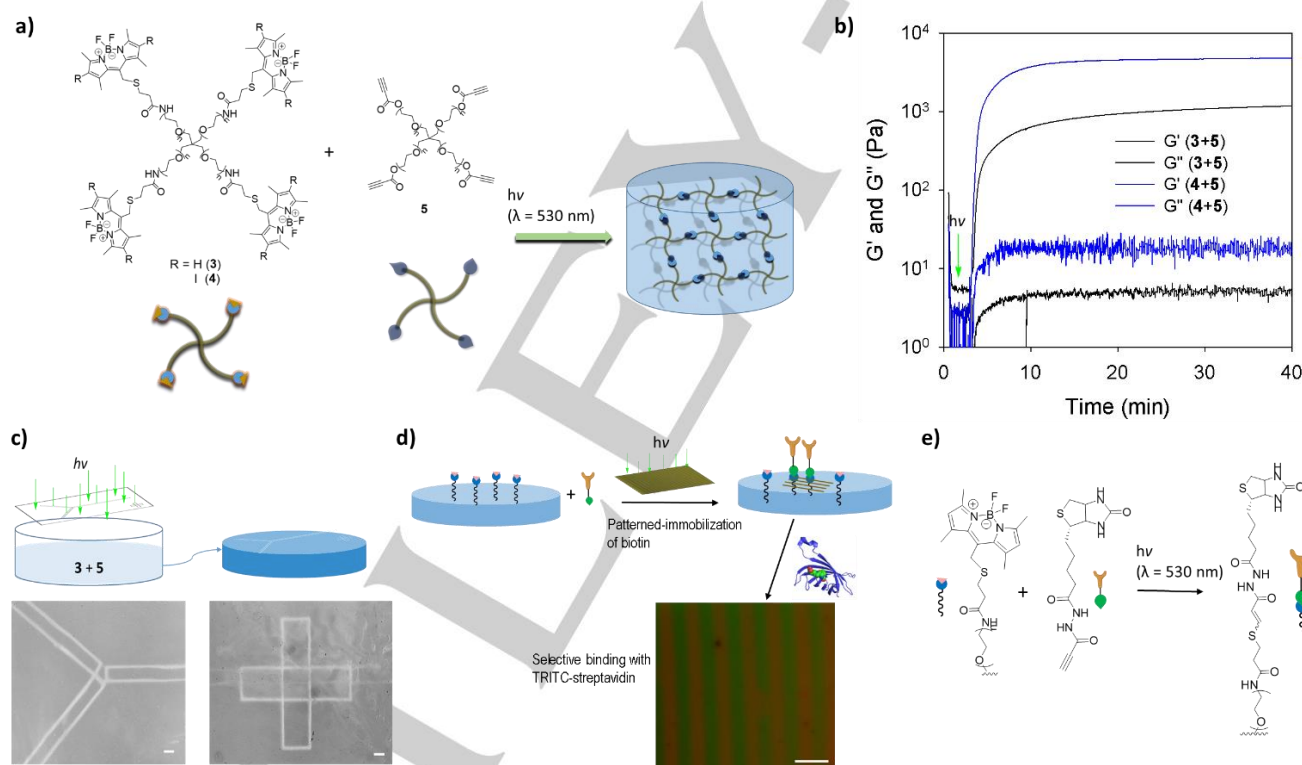 a)
R
F
F
B
N
N
S
O
NH
R = H (3)
I (4)
+
5
hν
(λ = 530 nm)
b)
G' and G'' (Pa)
10⁴
10³
10²
10¹
10⁰
hν
G' (3+5)
G'' (3+5)
G' (4+5)
G'' (4+5)
0 10 20 30 40
Time (min)
c)
hν
3 + 5
d)
+
hν
Patterned-immobilization
of biotin
Selective binding with
TRITC-streptavidin
e)
+
hν
(λ = 530 nm)